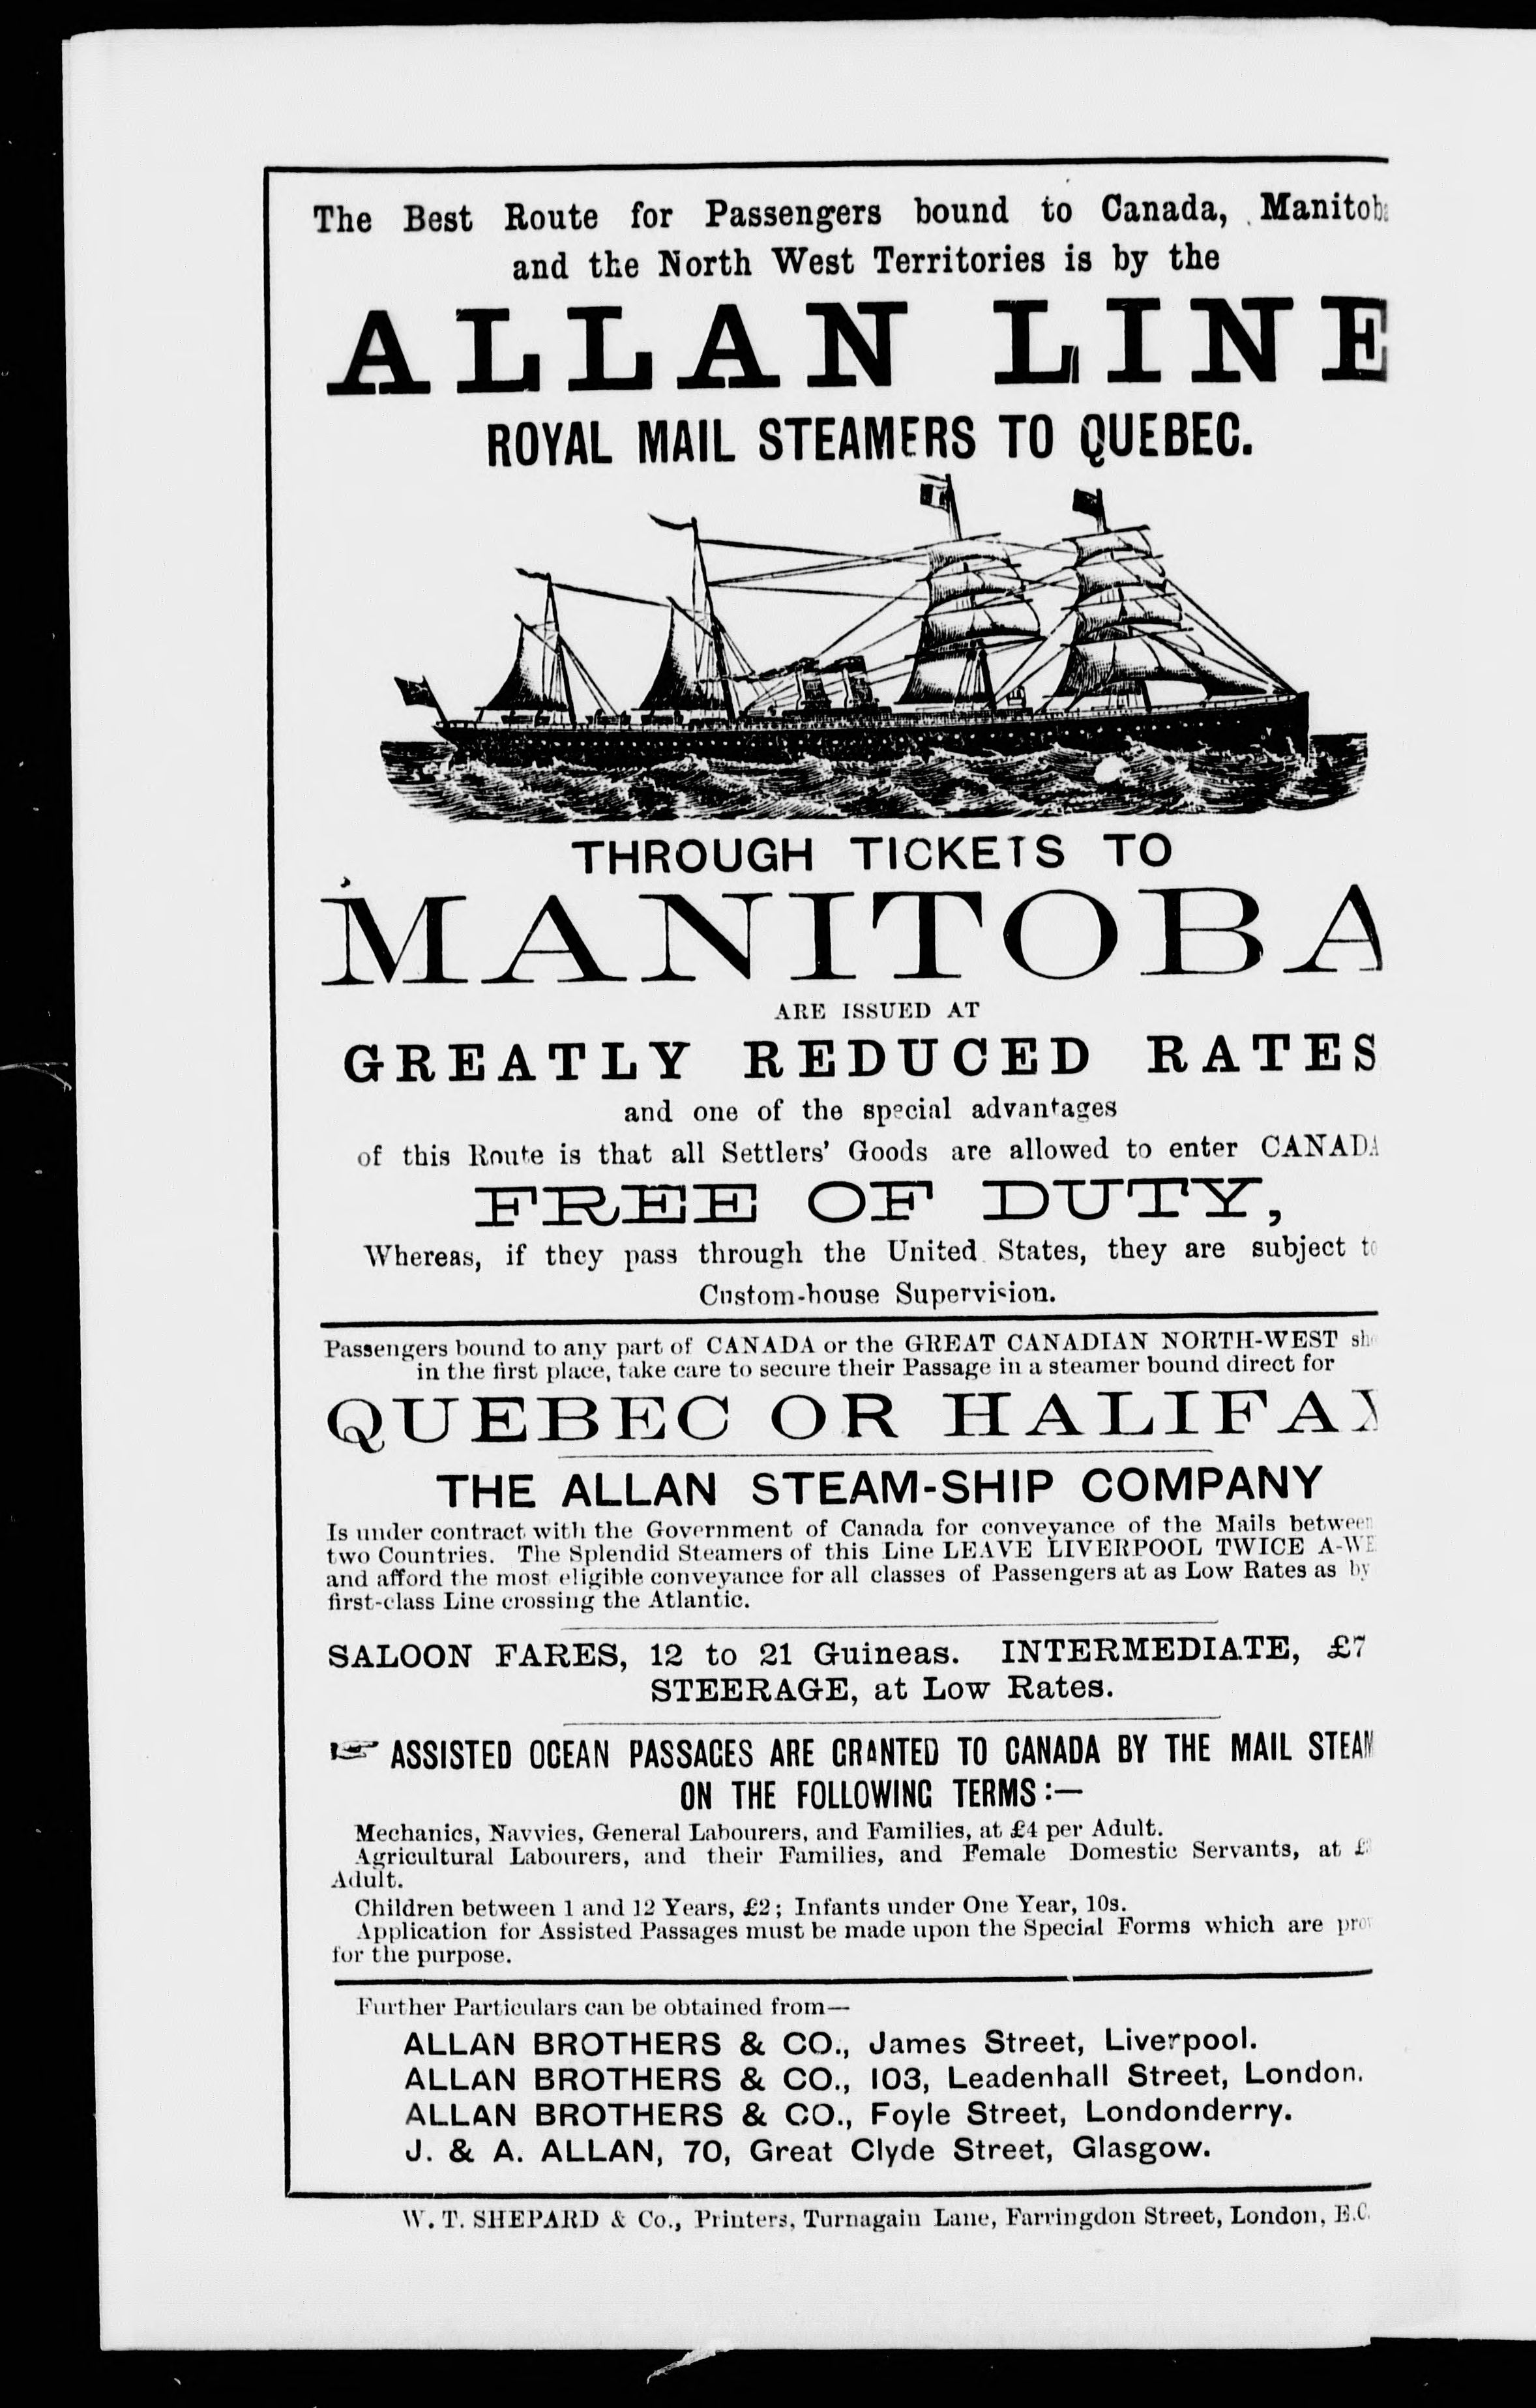 The Best Route for Passengers bound to Canada, Manitoba
and the North West Territories is by the
ALLAN LINE
ROYAL MAIL STEAMERS TO QUEBEC.
THROUGH TICKETS TO
MANITOBA
ARE ISSUED AT
GREATLY REDUCED RATES
and one of the special advantages
of this Route is that all Settlers' Goods are allowed to enter CANADA
FREE OF DUTY,
Whereas, if they pass through the United States, they are subject to
Custom-house Supervision.
Passengers bound to any part of CANADA or the GREAT CANADIAN NORTH-WEST
in the first place, take care to secure their Passage in a steamer bound direct for
QUEBEC OR HALIFAX
THE ALLAN STEAM-SHIP COMPANY
Is under contract with the Government of Canada for conveyance of the Mails between
two Countries. The Splendid Steamers of this Line LEAVE LIVERPOOL TWICE A-WE
and afford the most eligible conveyance for all classes of Passengers at as Low Rates as by
first-class Line crossing the Atlantic.
SALOON FARES, 12 to 21 Guineas. INTERMEDIATE, £7
STEERAGE, at Low Rates.
☞ ASSISTED OCEAN PASSAGES ARE GRANTED TO CANADA BY THE MAIL STEAM
ON THE FOLLOWING TERMS:—
Mechanics, Navvies, General Labourers, and Families, at £4 per Adult.
Agricultural Labourers, and their Families, and Female Domestic Servants, at
Adult.
Children between 1 and 12 Years, £2; Infants under One Year, 10s.
Application for Assisted Passages must be made upon the Special Forms which are
for the purpose.
Further Particulars can be obtained from—
ALLAN BROTHERS & CO., James Street, Liverpool.
ALLAN BROTHERS & CO., 103, Leadenhall Street, London.
ALLAN BROTHERS & CO., Foyle Street, Londonderry.
J. & A. ALLAN, 70, Great Clyde Street, Glasgow.
W. T. SHEPARD & Co., Printers, Turnagain Lane, Farringdon Street, London, E.C.